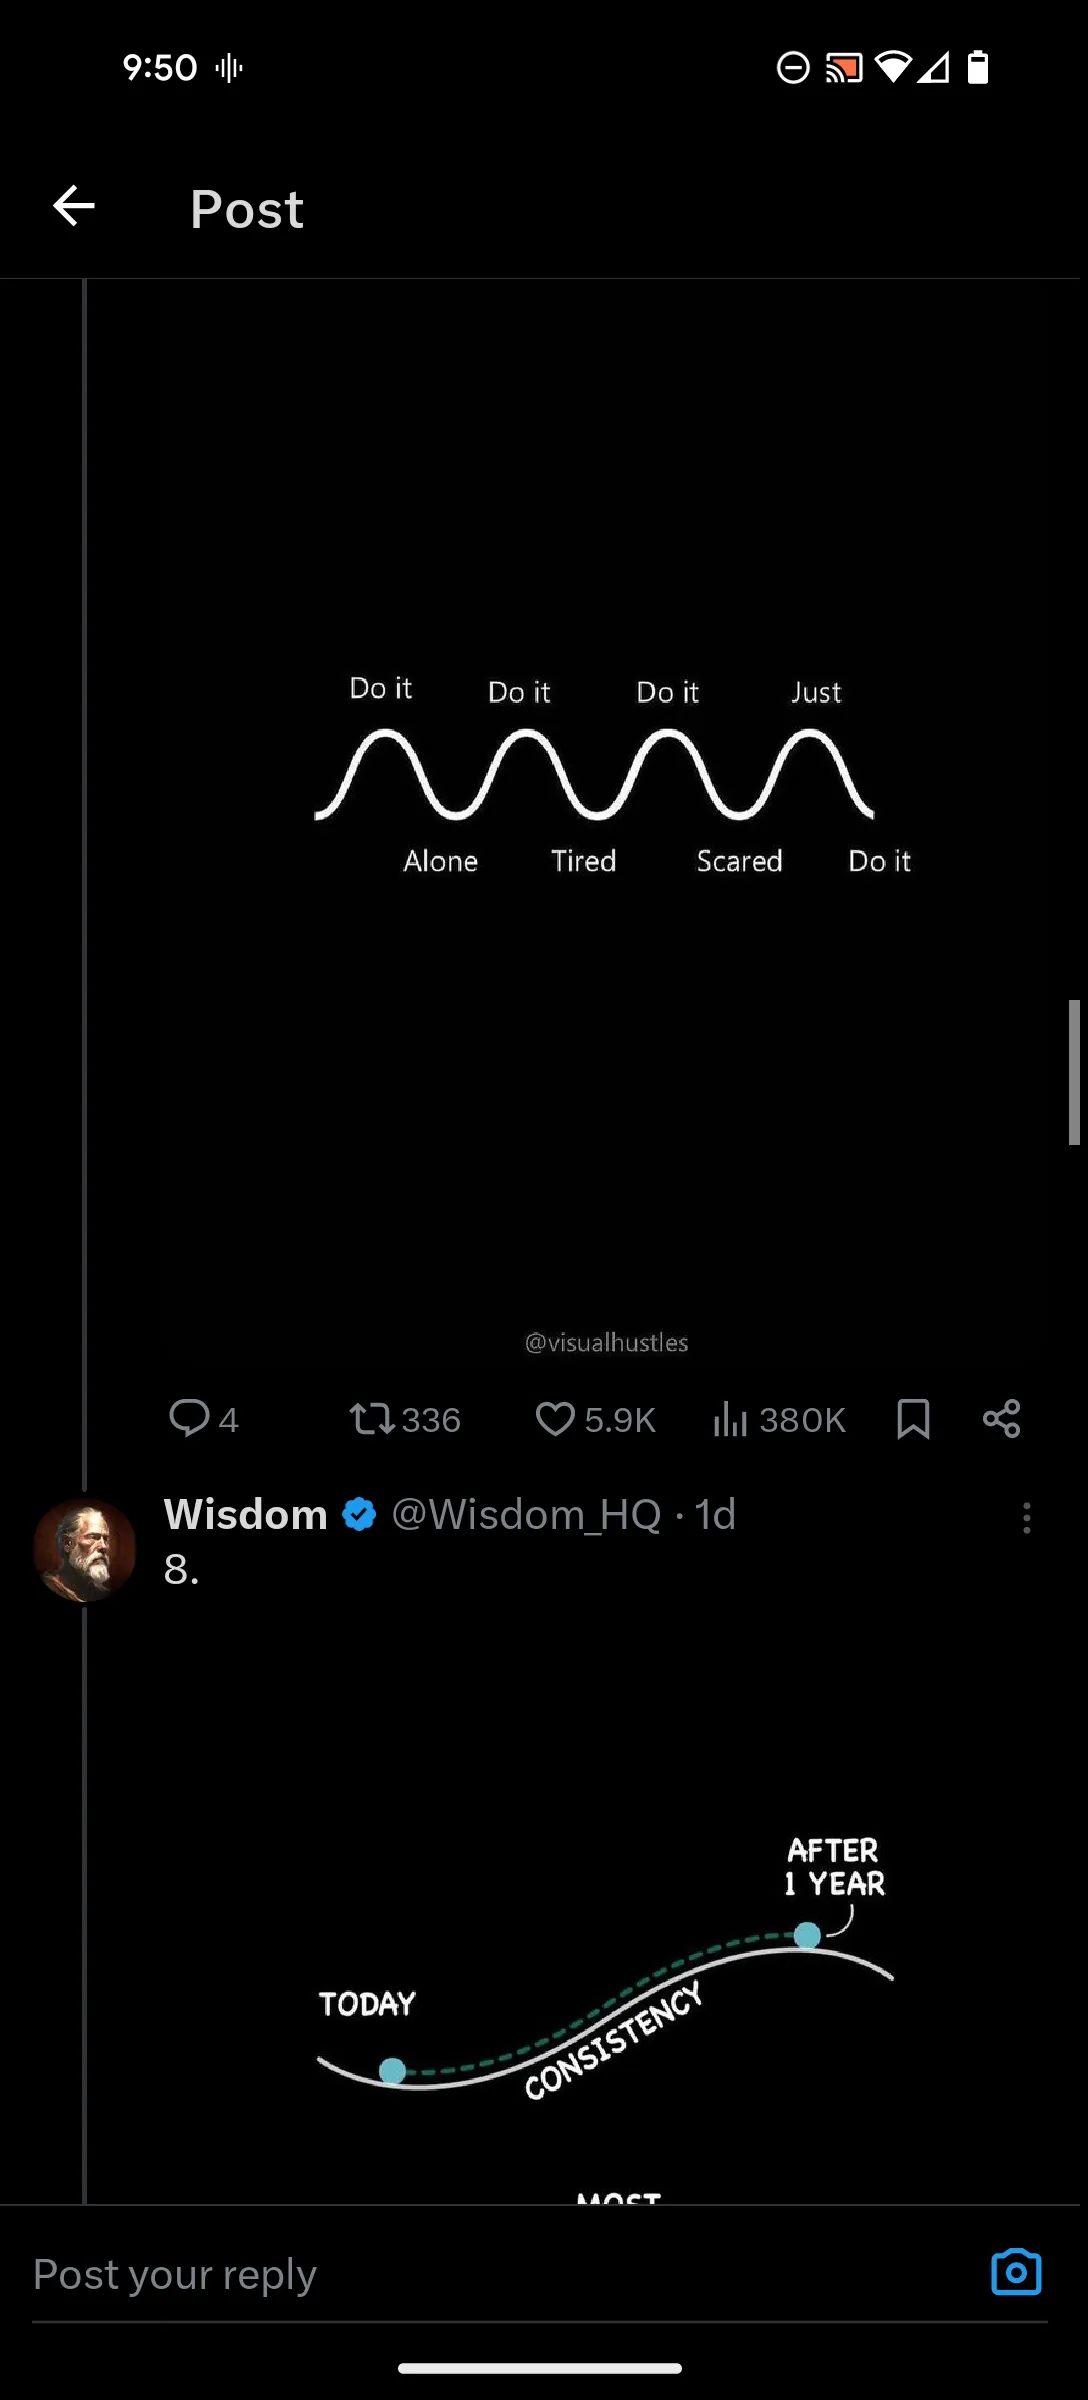 9:50
Post
Do it Do it Do it Just
Alone Tired Scared Do it
@visualhustles
4 336 5.9K 380K
Wisdom @Wisdom_HQ · 1d
8.
AFTER
1 YEAR
TODAY
CONSISTENCY
MOST
Post your reply